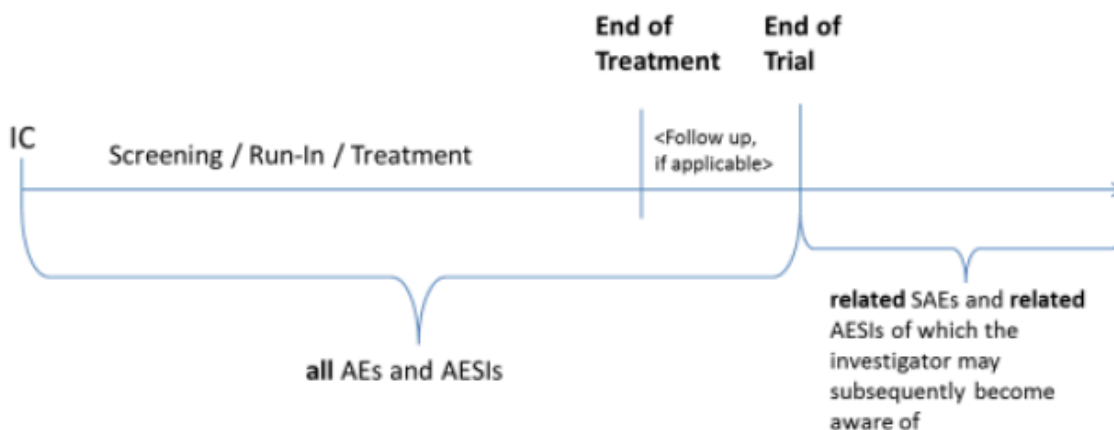 End of
Treatment
End of
Trial
IC
Screening / Run-In / Treatment
<Follow up,
if applicable>
all AEs and AESIs
related SAEs and related
AESIs of which the
investigator may
subsequently become
aware of